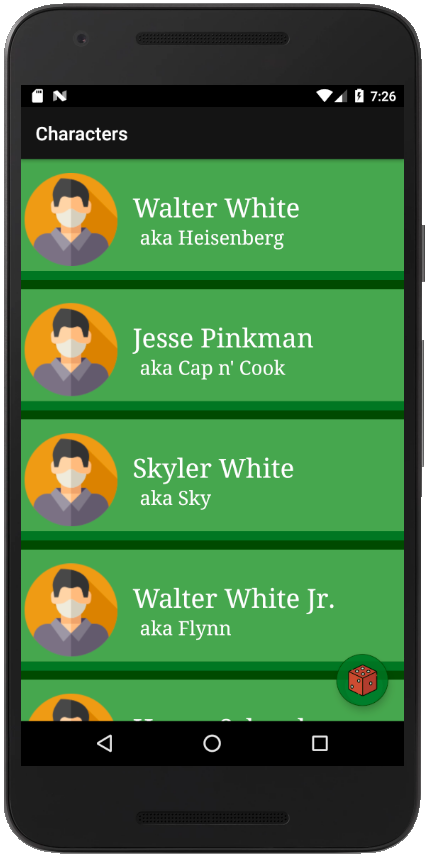 7:26
Characters
Walter White
aka Heisenberg
Jesse Pinkman
aka Cap n' Cook
Skyler White
aka Sky
Walter White Jr.
aka Flynn